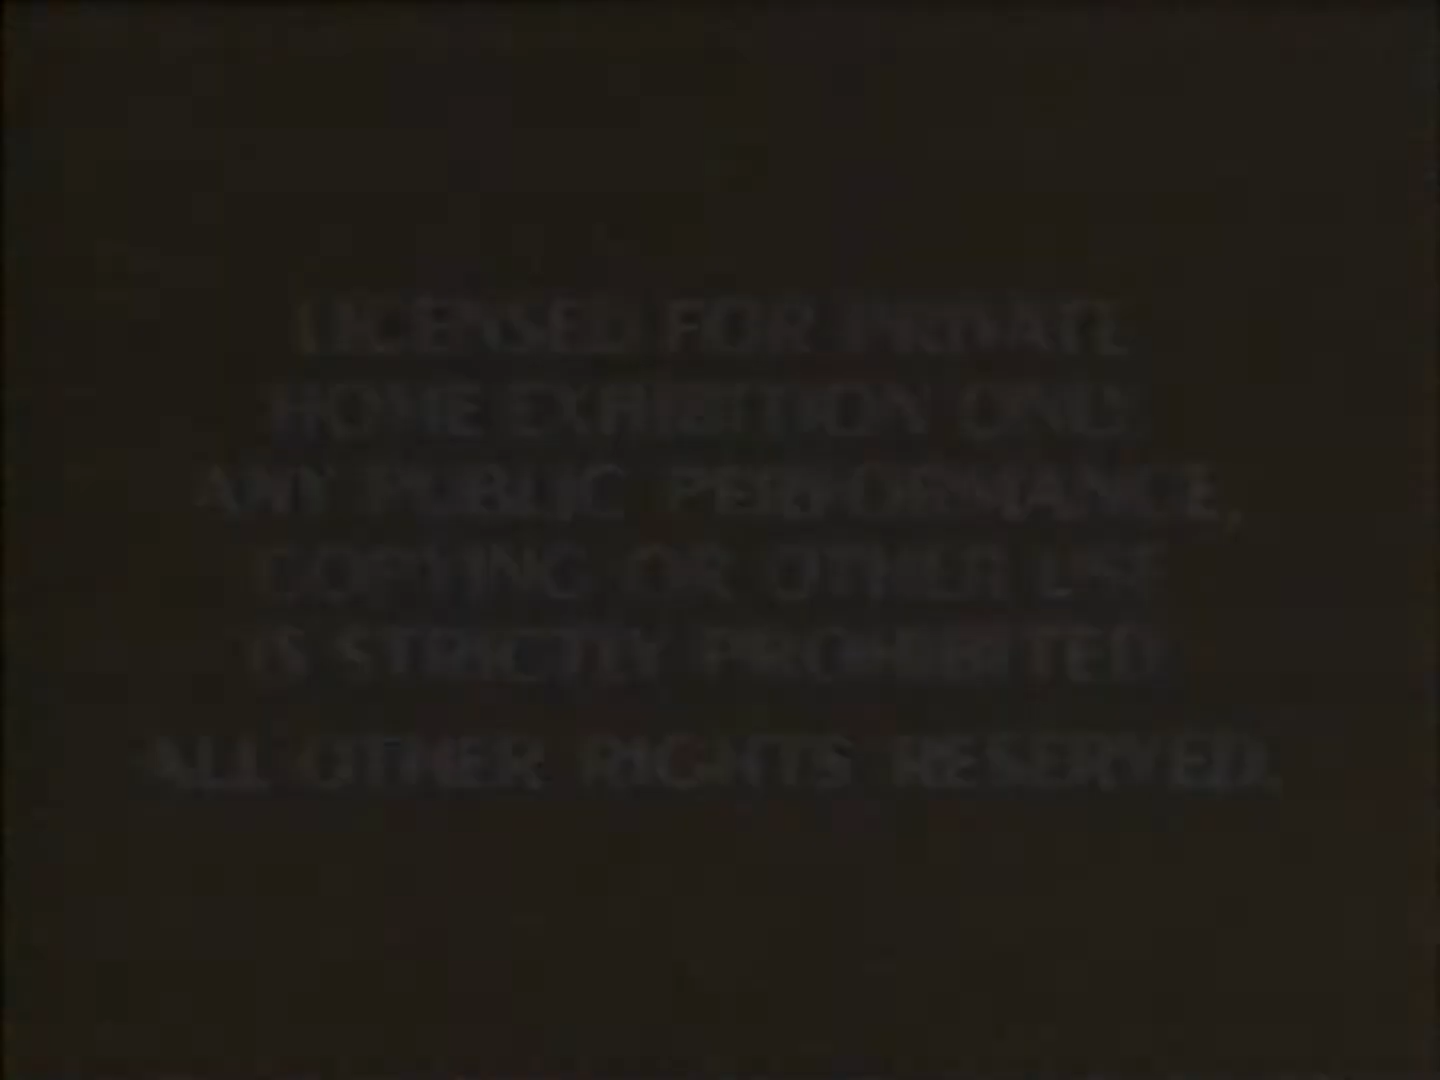 LICENSED FOR PRIVATE
HOME EXHIBITION ONLY.
ANY PUBLIC PERFORMANCE,
COPYING OR OTHER USE
IS STRICTLY PROHIBITED.
ALL OTHER RIGHTS RESERVED.